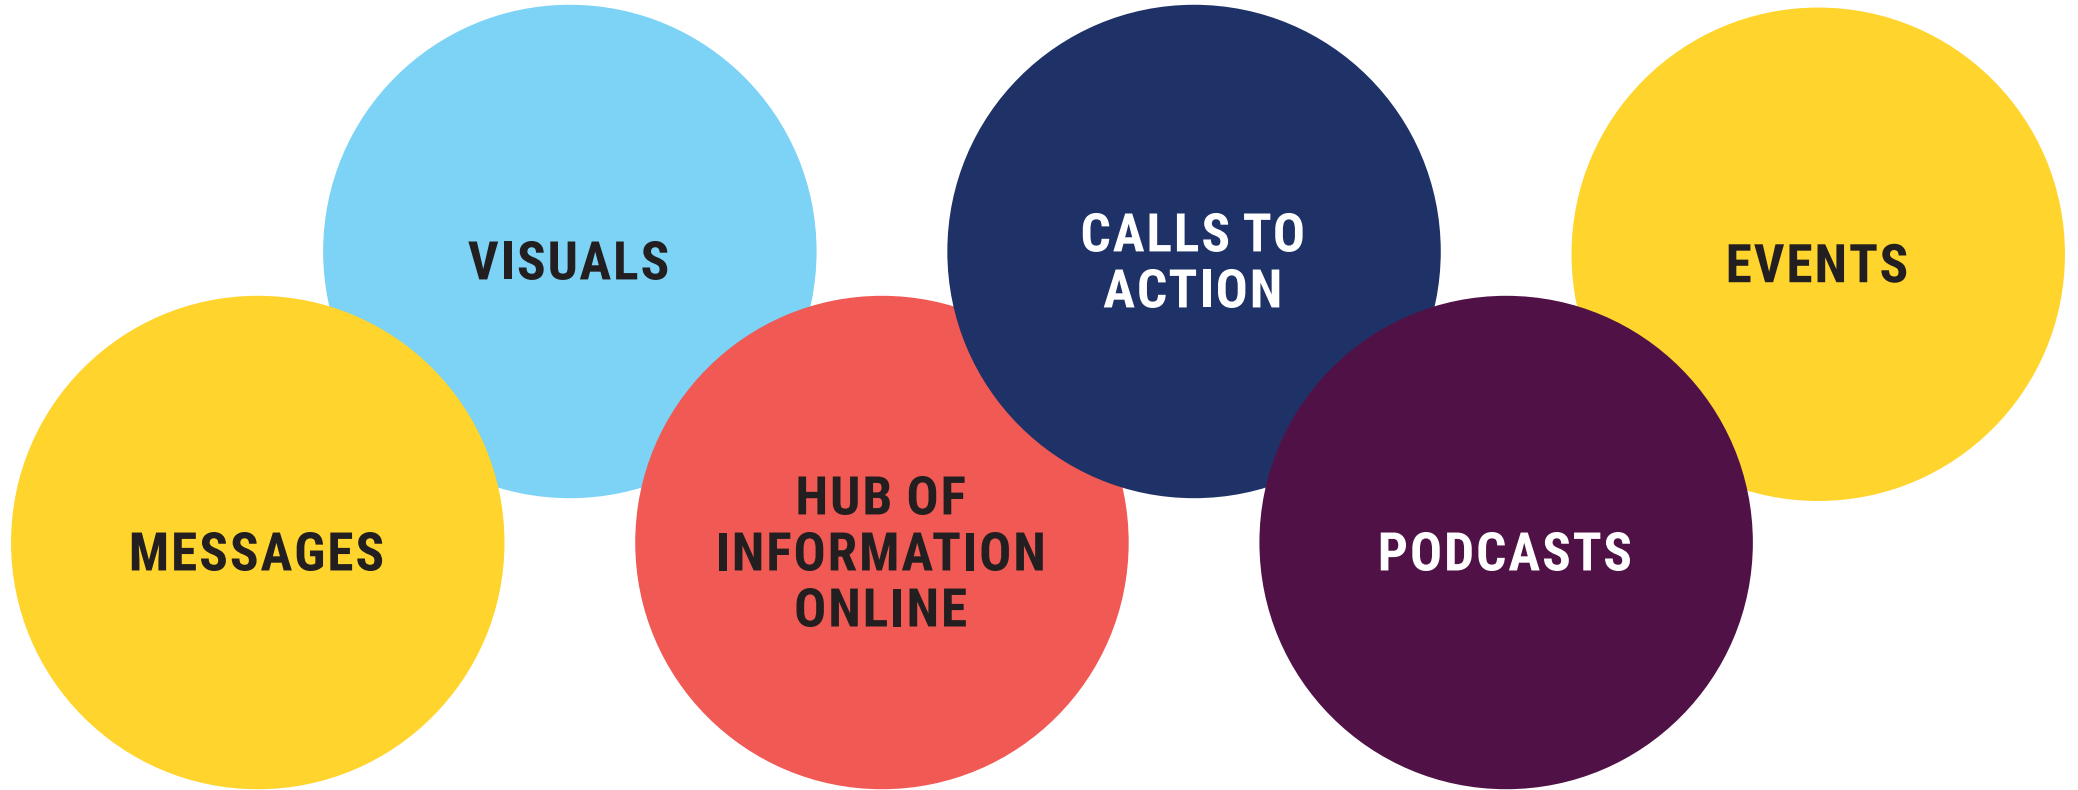 MESSAGES
VISUALS
HUB OF
INFORMATION
ONLINE
CALLS TO
ACTION
PODCASTS
EVENTS